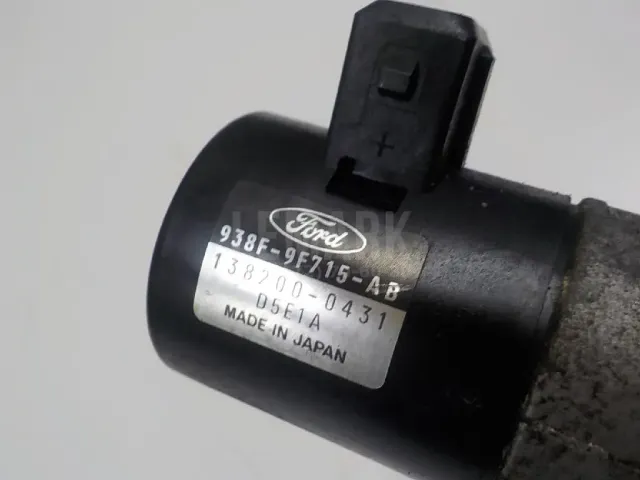 Ford
938F-9F715-AB
138200-0431
D5E1A
MADE IN JAPAN
+